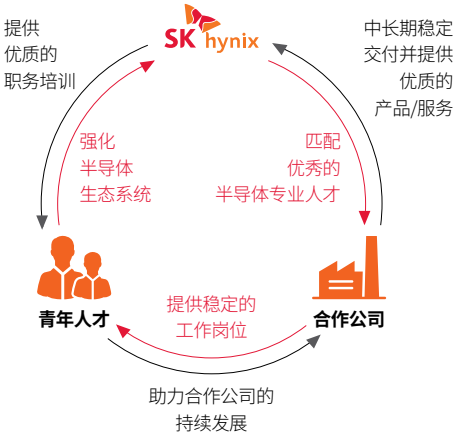 SK hynix
提供
优质的
职务培训
中长期稳定
交付并提供
优质的
产品/服务
强化
半导体
生态系统
匹配
优秀的
半导体专业人才
青年人才
合作公司
提供稳定的
工作岗位
助力合作公司的
持续发展